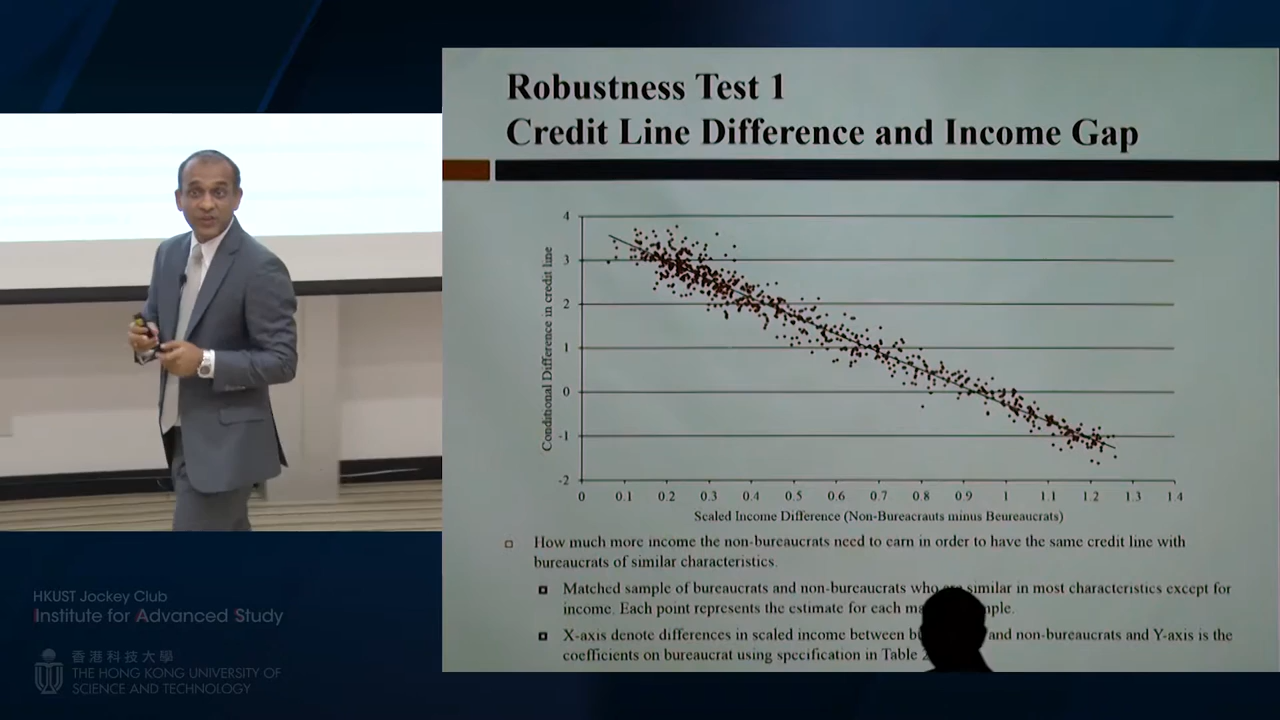 Robustness Test 1
Credit Line Difference and Income Gap
Conditional Difference in credit line
4
3
2
1
0
-1
-2
0 0.1 0.2 0.3 0.4 0.5 0.6 0.7 0.8 0.9 1 1.1 1.2 1.3 1.4
Scaled Income Difference (Non-Bureacrauts minus Beureaucrats)
How much more income the non-bureaucrats need to earn in order to have the same credit line with
bureaucrats of similar characteristics.
Matched sample of bureaucrats and non-bureaucrats who are similar in most characteristics except for
income. Each point represents the estimate for each
X-axis denote differences in scaled income between and non-bureaucrats and Y-axis is the
coefficients on bureaucrat using specification in Table
HKUST Jockey Club
Institute for Advanced Study
香港科技大學
THE HONG KONG UNIVERSITY OF
SCIENCE AND TECHNOLOGY